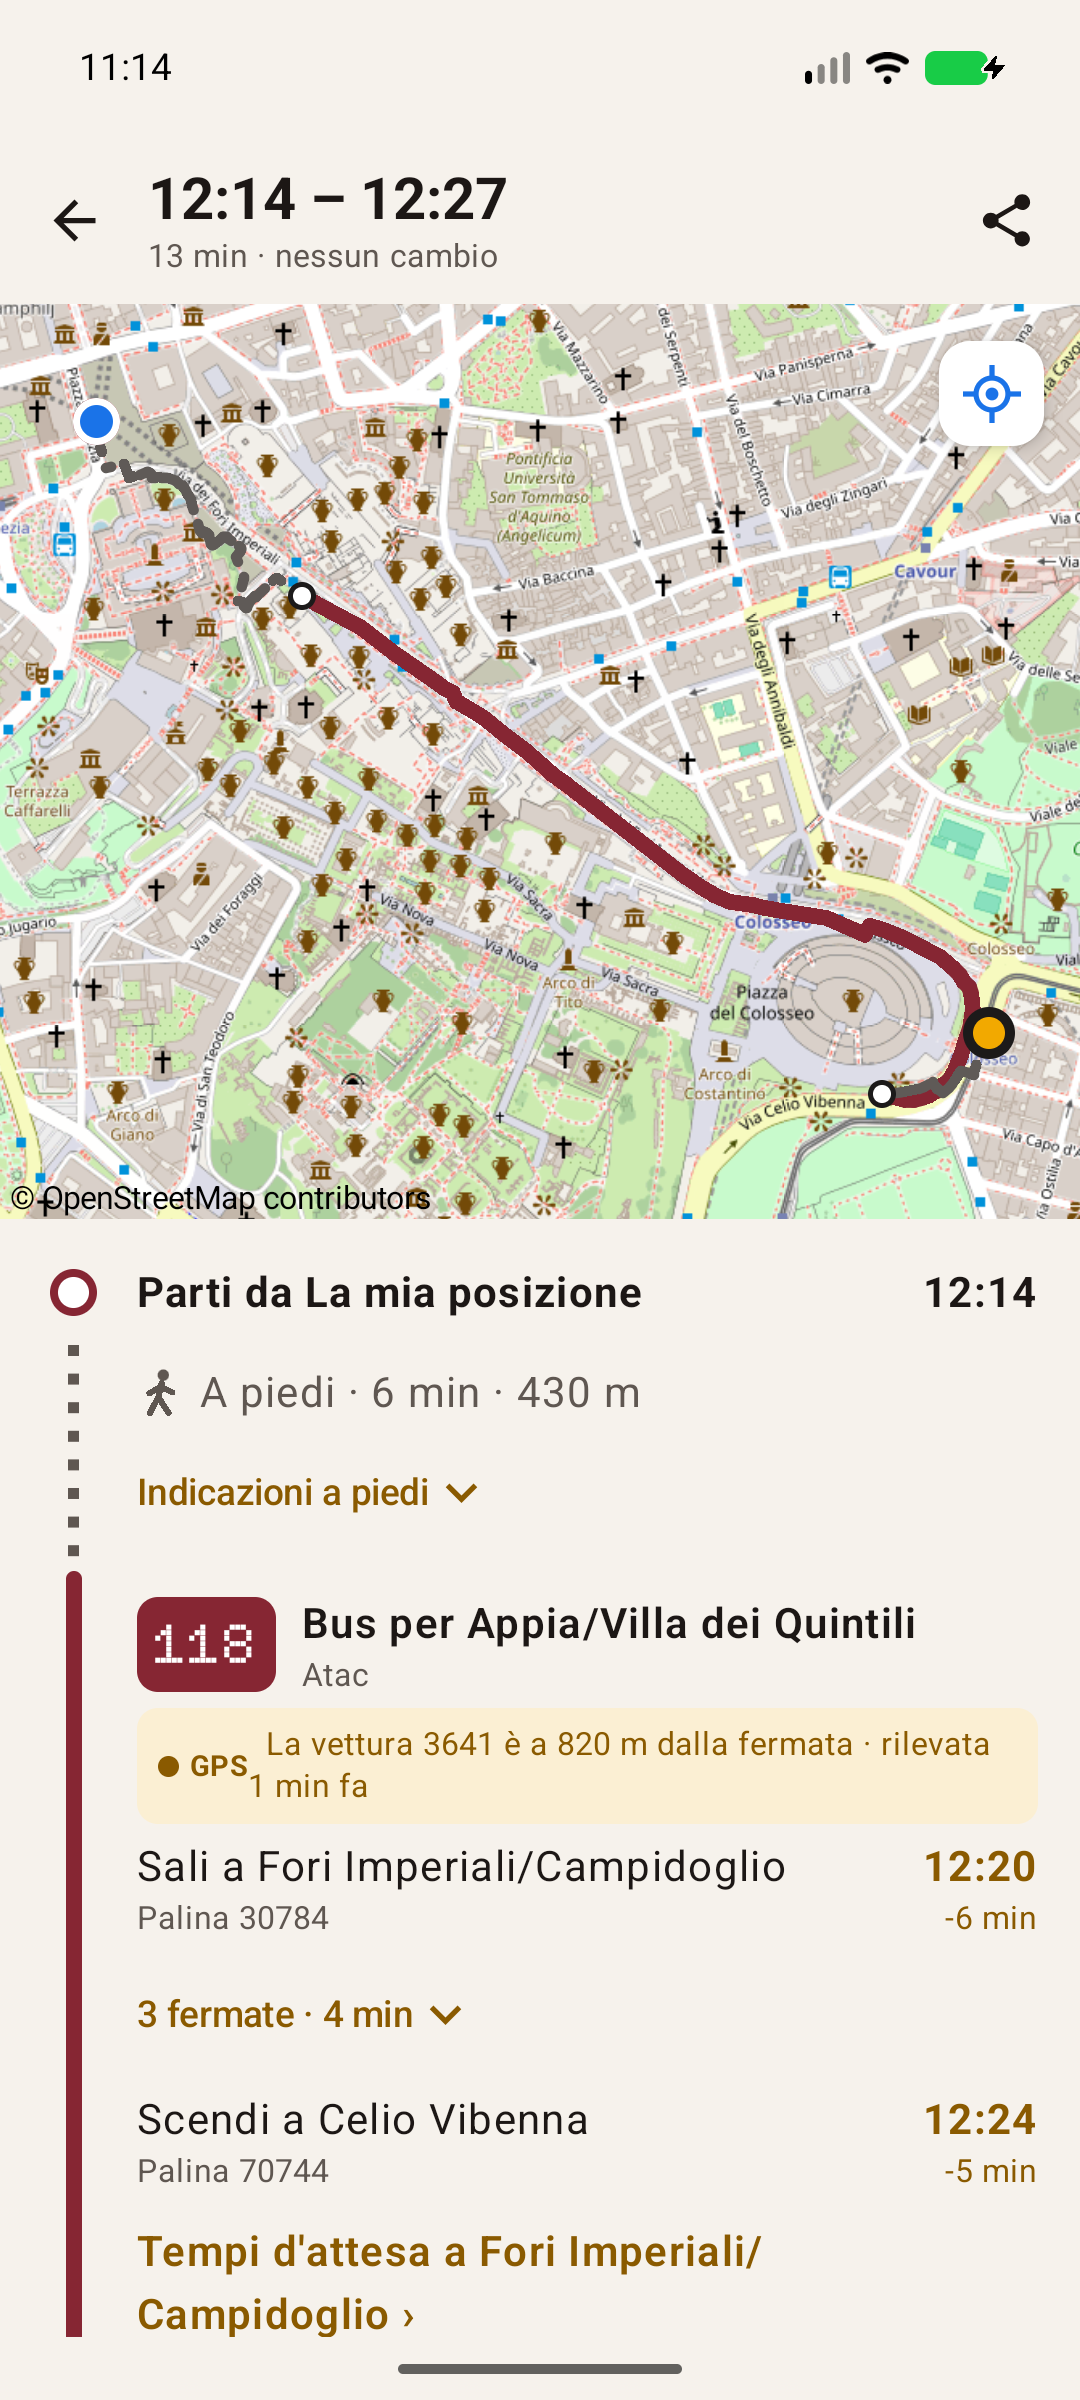 11:14
12:14 – 12:27
13 min · nessun cambio
Via Mazzarino
dei Serpenti
Via Panisperna
Via Cimarra
Via del Boschetto
Via degli Zingari
Pontificia
Università
San Tommaso
d'Aquino
(Angelicum)
Via dei Fori Imperiali
Via Baccina
Cavour
Via degli Annibaldi
Terrazza
Caffarelli
Via dei Foraggi
Jugario
Via Nova
Via Sacra
Via Nova
Via Sacra
Colosseo
Colosseo
Arco di
Tito
Piazza
del Colosseo
Arco di
Costantino
Via Celio Vibenna
Via di San Teodoro
Arco di
Giano
Via Capo d'A
Via Ostilia
© OpenStreetMap contributors
Parti da La mia posizione 12:14
A piedi · 6 min · 430 m
Indicazioni a piedi
118 Bus per Appia/Villa dei Quintili
Atac
GPS La vettura 3641 è a 820 m dalla fermata · rilevata
1 min fa
Sali a Fori Imperiali/Campidoglio 12:20
Palina 30784 -6 min
3 fermate · 4 min
Scendi a Celio Vibenna 12:24
Palina 70744 -5 min
Tempi d'attesa a Fori Imperiali/
Campidoglio ›